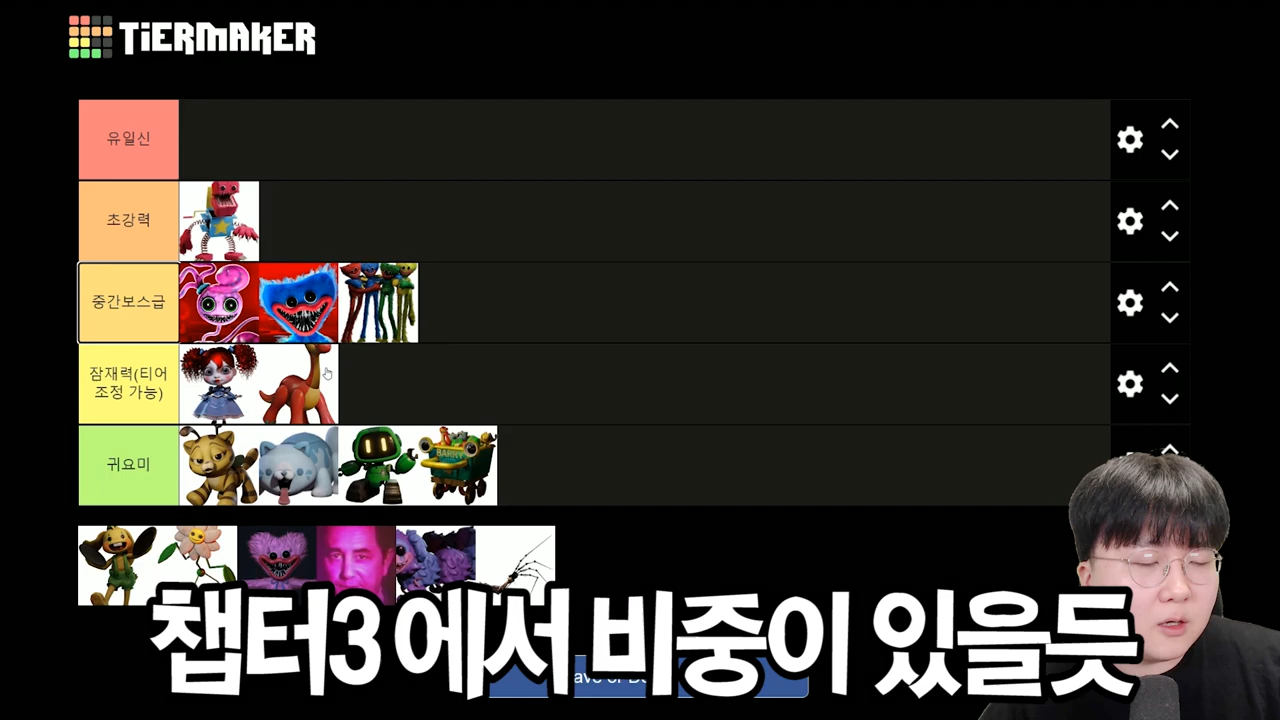 TiERMAKER
유일신
초강력
중간보스급
잠재력(티어
조정 가능)
귀요미
BARRY
챕터3에서 비중이 있을듯